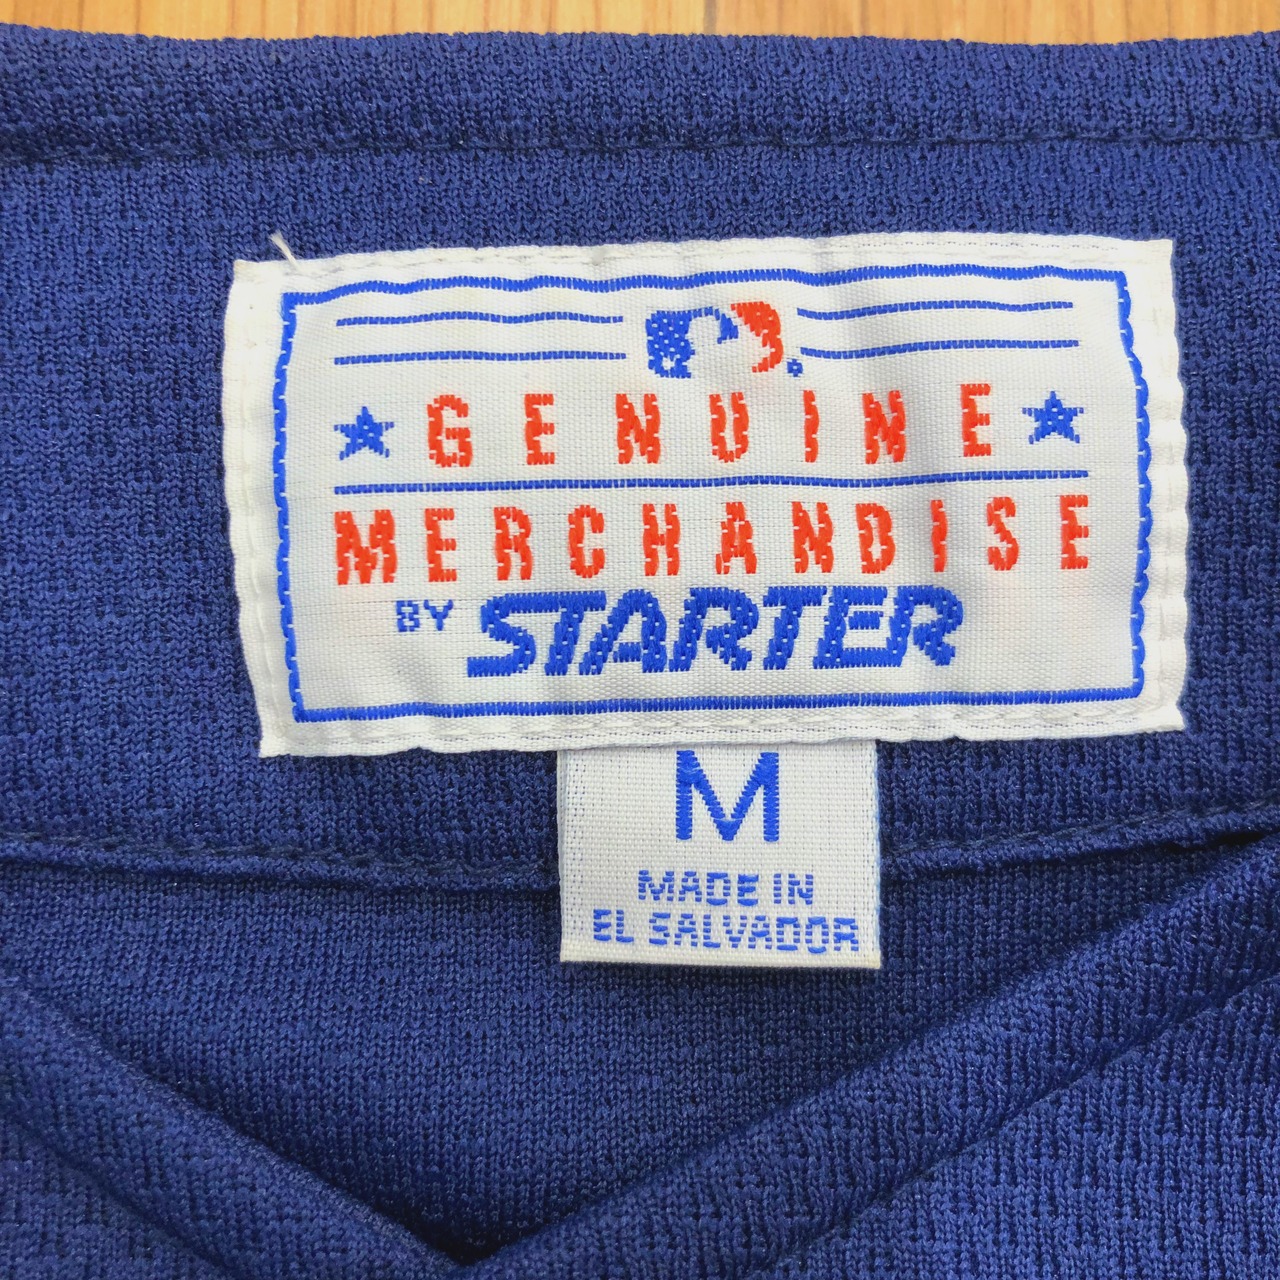 GENUINE
MERCHANDISE
BY STARTER
M
MADE IN
EL SALVADOR